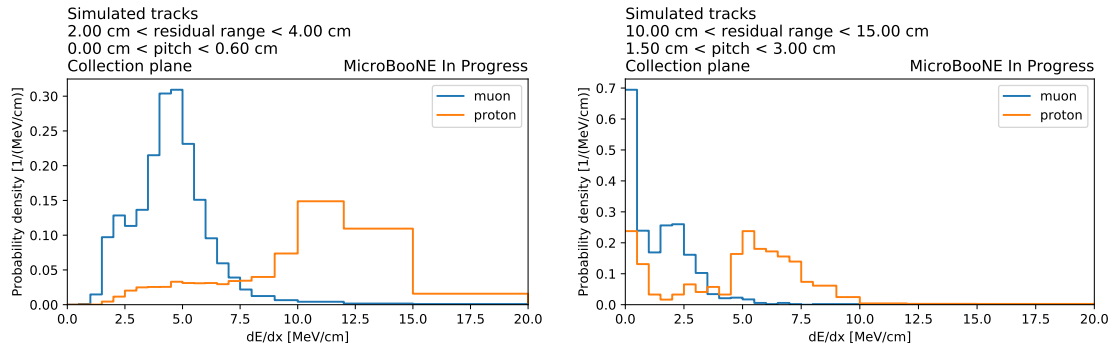 Simulated tracks
2.00 cm < residual range < 4.00 cm
0.00 cm < pitch < 0.60 cm
Collection plane MicroBooNE In Progress
Probability density [1/(MeV/cm)]
0.30
0.25
0.20
0.15
0.10
0.05
0.00
muon
proton
0.0 2.5 5.0 7.5 10.0 12.5 15.0 17.5 20.0
dE/dx [MeV/cm]
Simulated tracks
10.00 cm < residual range < 15.00 cm
1.50 cm < pitch < 3.00 cm
Collection plane MicroBooNE In Progress
Probability density [1/(MeV/cm)]
0.7
0.6
0.5
0.4
0.3
0.2
0.1
0.0
muon
proton
0.0 2.5 5.0 7.5 10.0 12.5 15.0 17.5 20.0
dE/dx [MeV/cm]